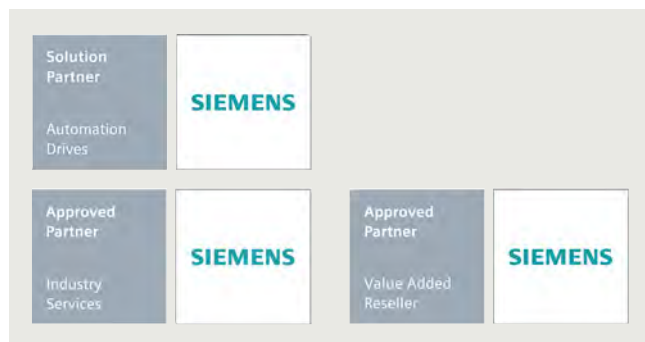 Solution
Partner
Automation
Drives
SIEMENS
Approved
Partner
Industry
Services
SIEMENS
Approved
Partner
Value Added
Reseller
SIEMENS